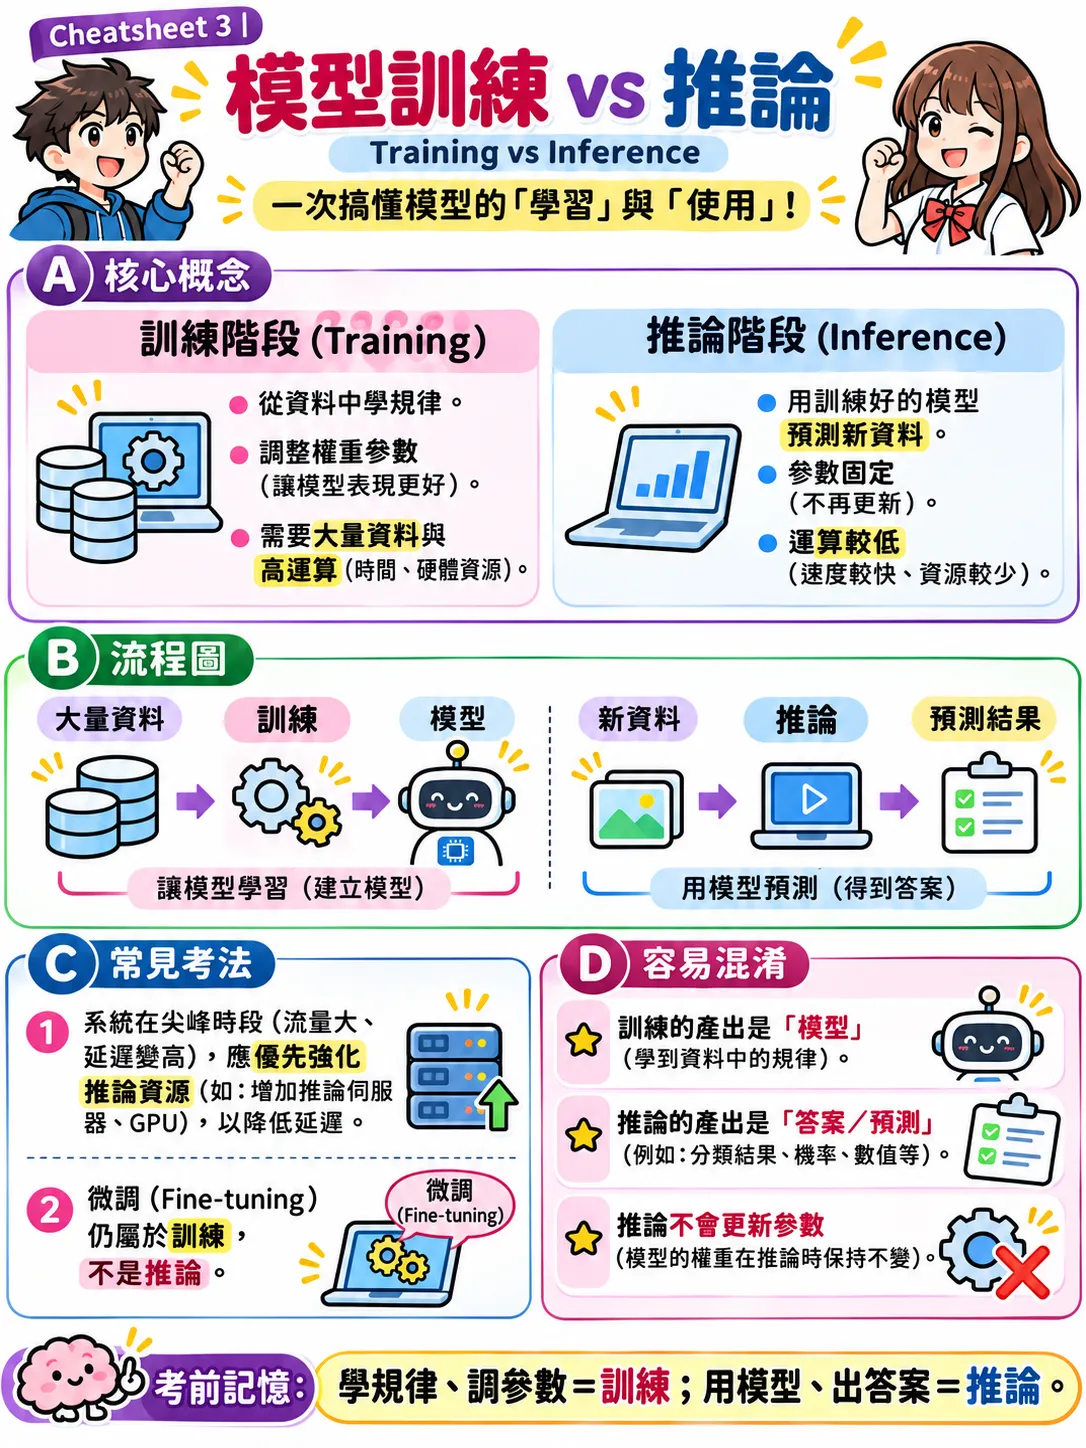 Cheatsheet 3 |
模型訓練 vs 推論
Training vs Inference
一次搞懂模型的「學習」與「使用」！
A 核心概念
訓練階段 (Training)
從資料中學規律。
調整權重參數
（讓模型表現更好）。
需要大量資料與
高運算（時間、硬體資源）。
推論階段 (Inference)
用訓練好的模型
預測新資料。
參數固定
（不再更新）。
運算較低
（速度較快、資源較少）。
B 流程圖
大量資料
訓練
模型
讓模型學習（建立模型）
新資料
推論
預測結果
用模型預測（得到答案）
C 常見考法
1 系統在尖峰時段（流量大、
延遲變高），應優先強化
推論資源（如：增加推論伺服
器、GPU），以降低延遲。
2 微調（Fine-tuning）
仍屬於訓練，
不是推論。
微調
(Fine-tuning)
D 容易混淆
訓練的產出是「模型」
（學到資料中的規律）。
推論的產出是「答案／預測」
（例如：分類結果、機率、數值等）。
推論不會更新參數
（模型的權重在推論時保持不變）。
考前記憶：
學規律、調參數＝訓練；用模型、出答案＝推論。